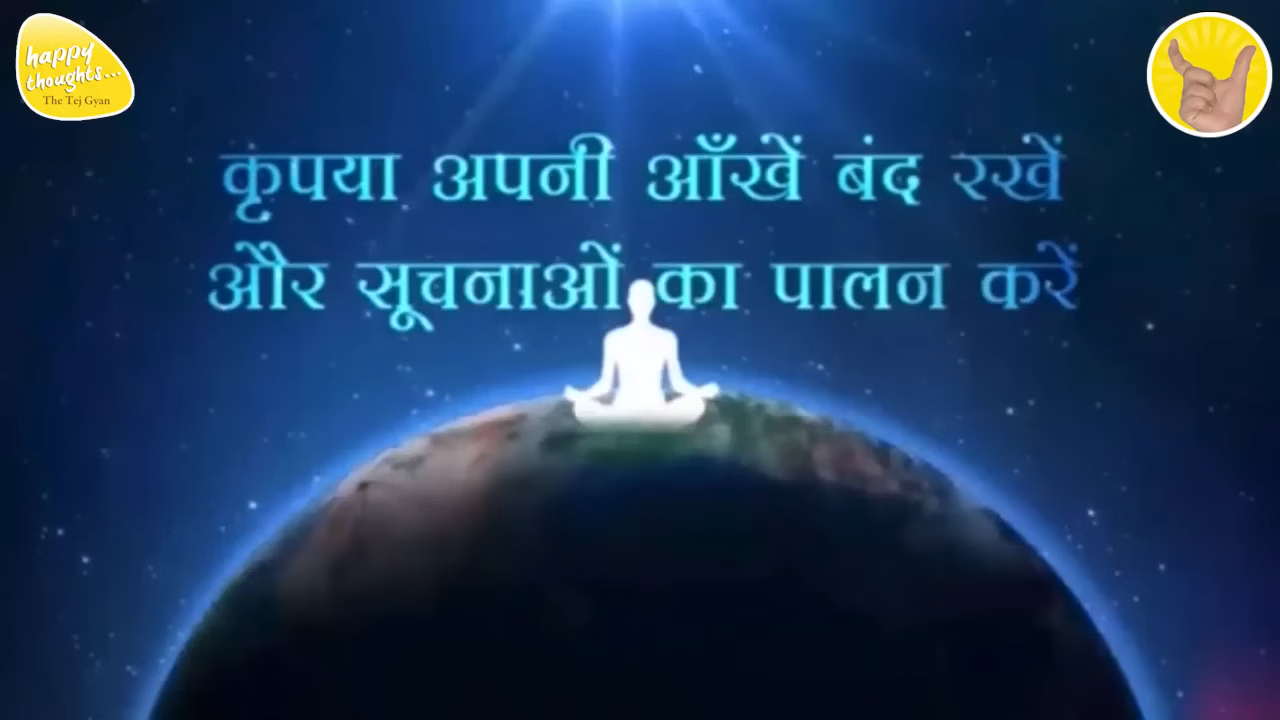 happy
thoughts...
The Tej Gyan
कृपया अपनी आँखें बंद रखें
और सूचनाओं का पालन करें